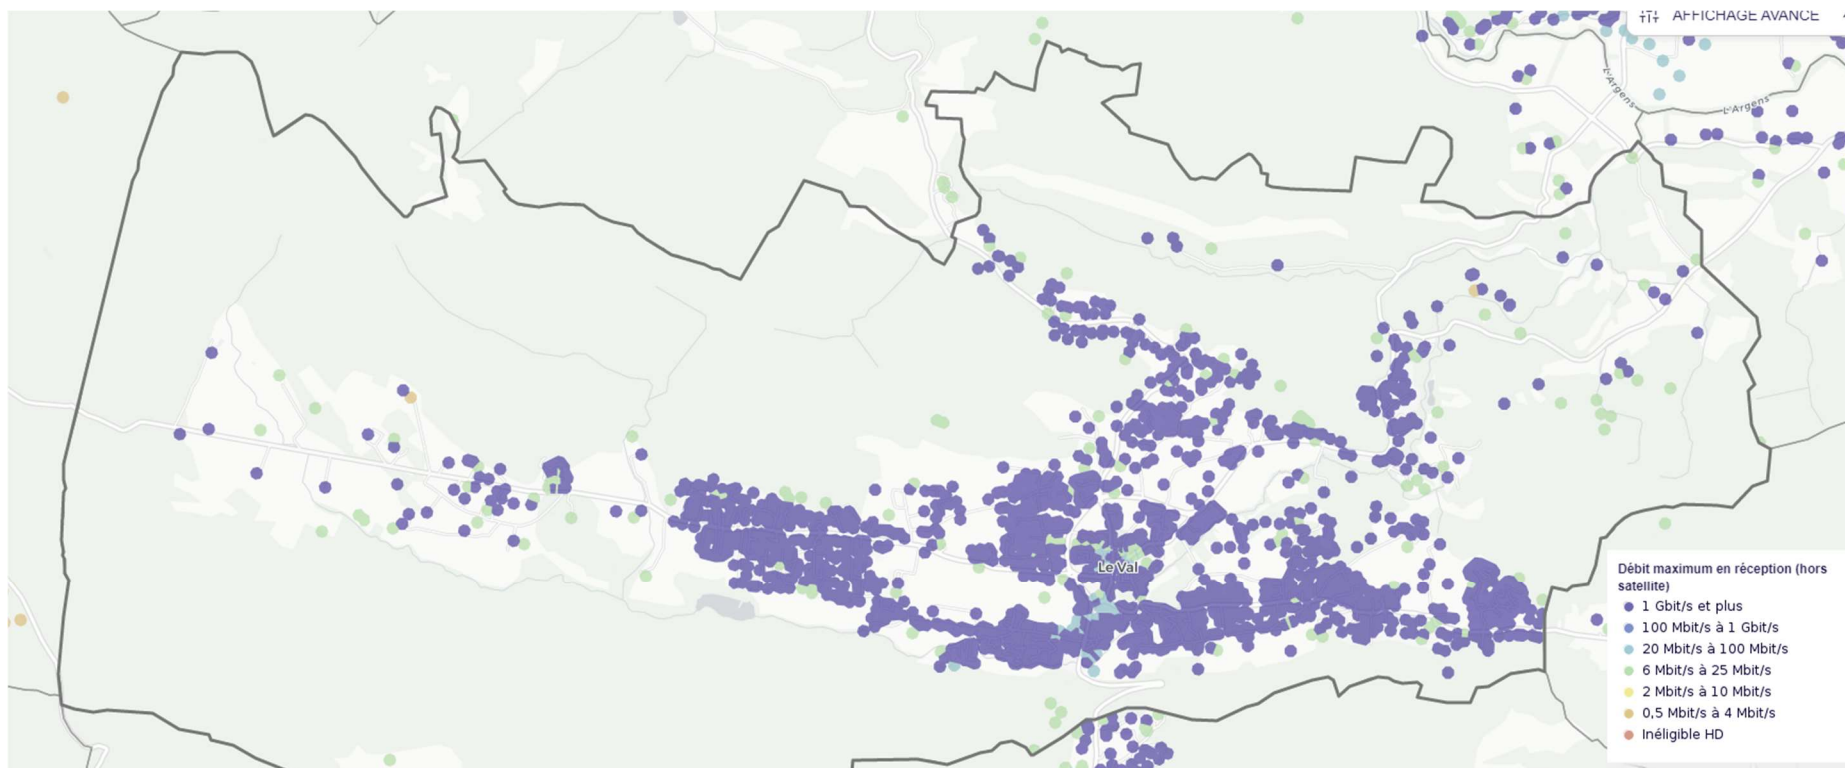 AFFICHAGE AVANCÉ
L'Argens
L'Argens
Le Val
Débit maximum en réception (hors
satellite)
1 Gbit/s et plus
100 Mbit/s à 1 Gbit/s
20 Mbit/s à 100 Mbit/s
6 Mbit/s à 25 Mbit/s
2 Mbit/s à 10 Mbit/s
0,5 Mbit/s à 4 Mbit/s
Inéligible HD